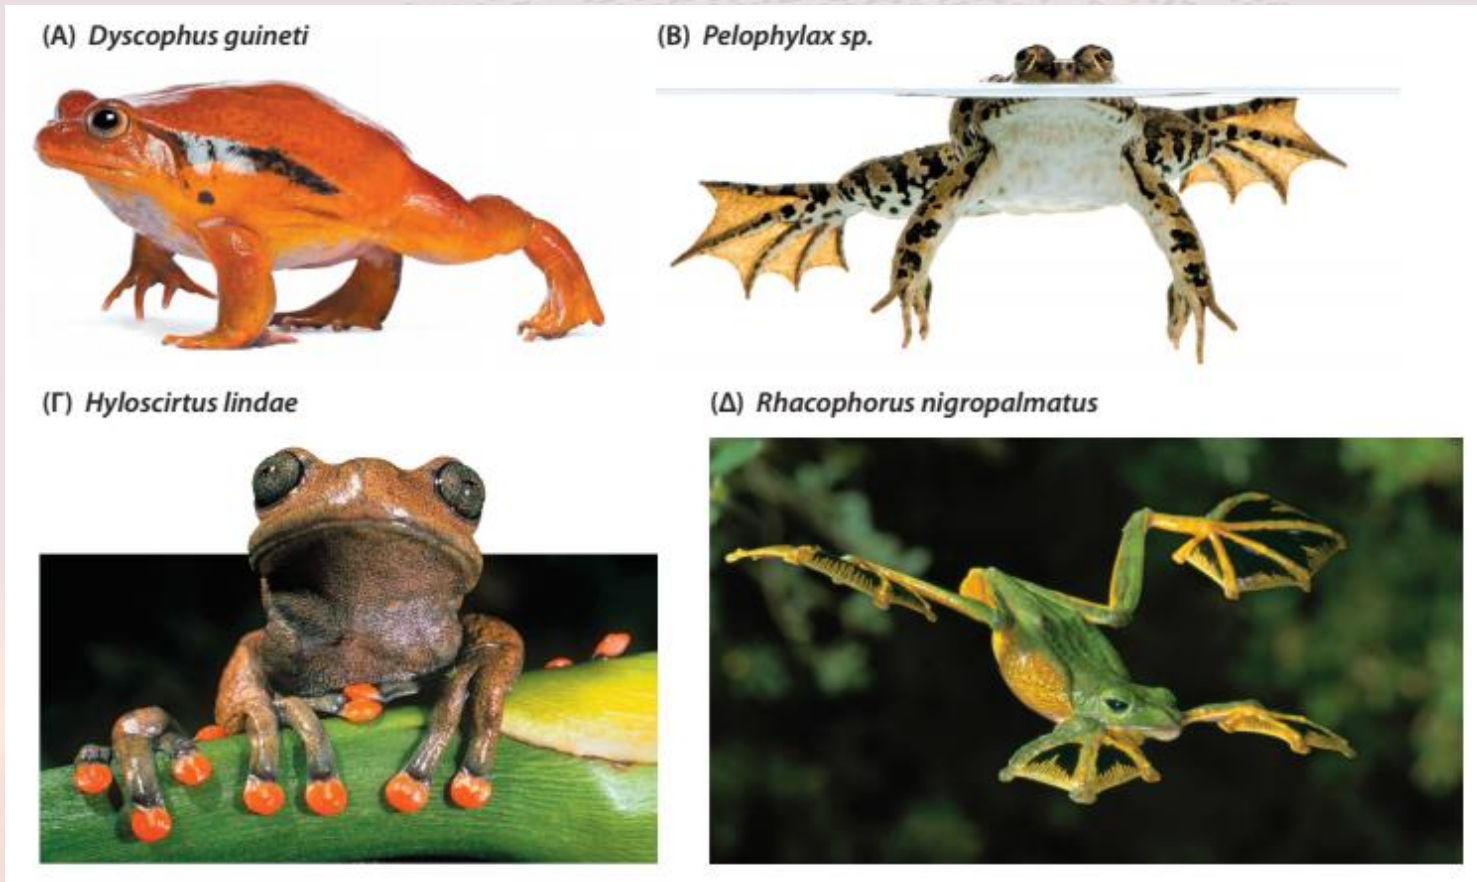 (A) Dyscophus guineti
(B) Pelophylax sp.
(Γ) Hyloscirtus lindae
(Δ) Rhacophorus nigropalmatus